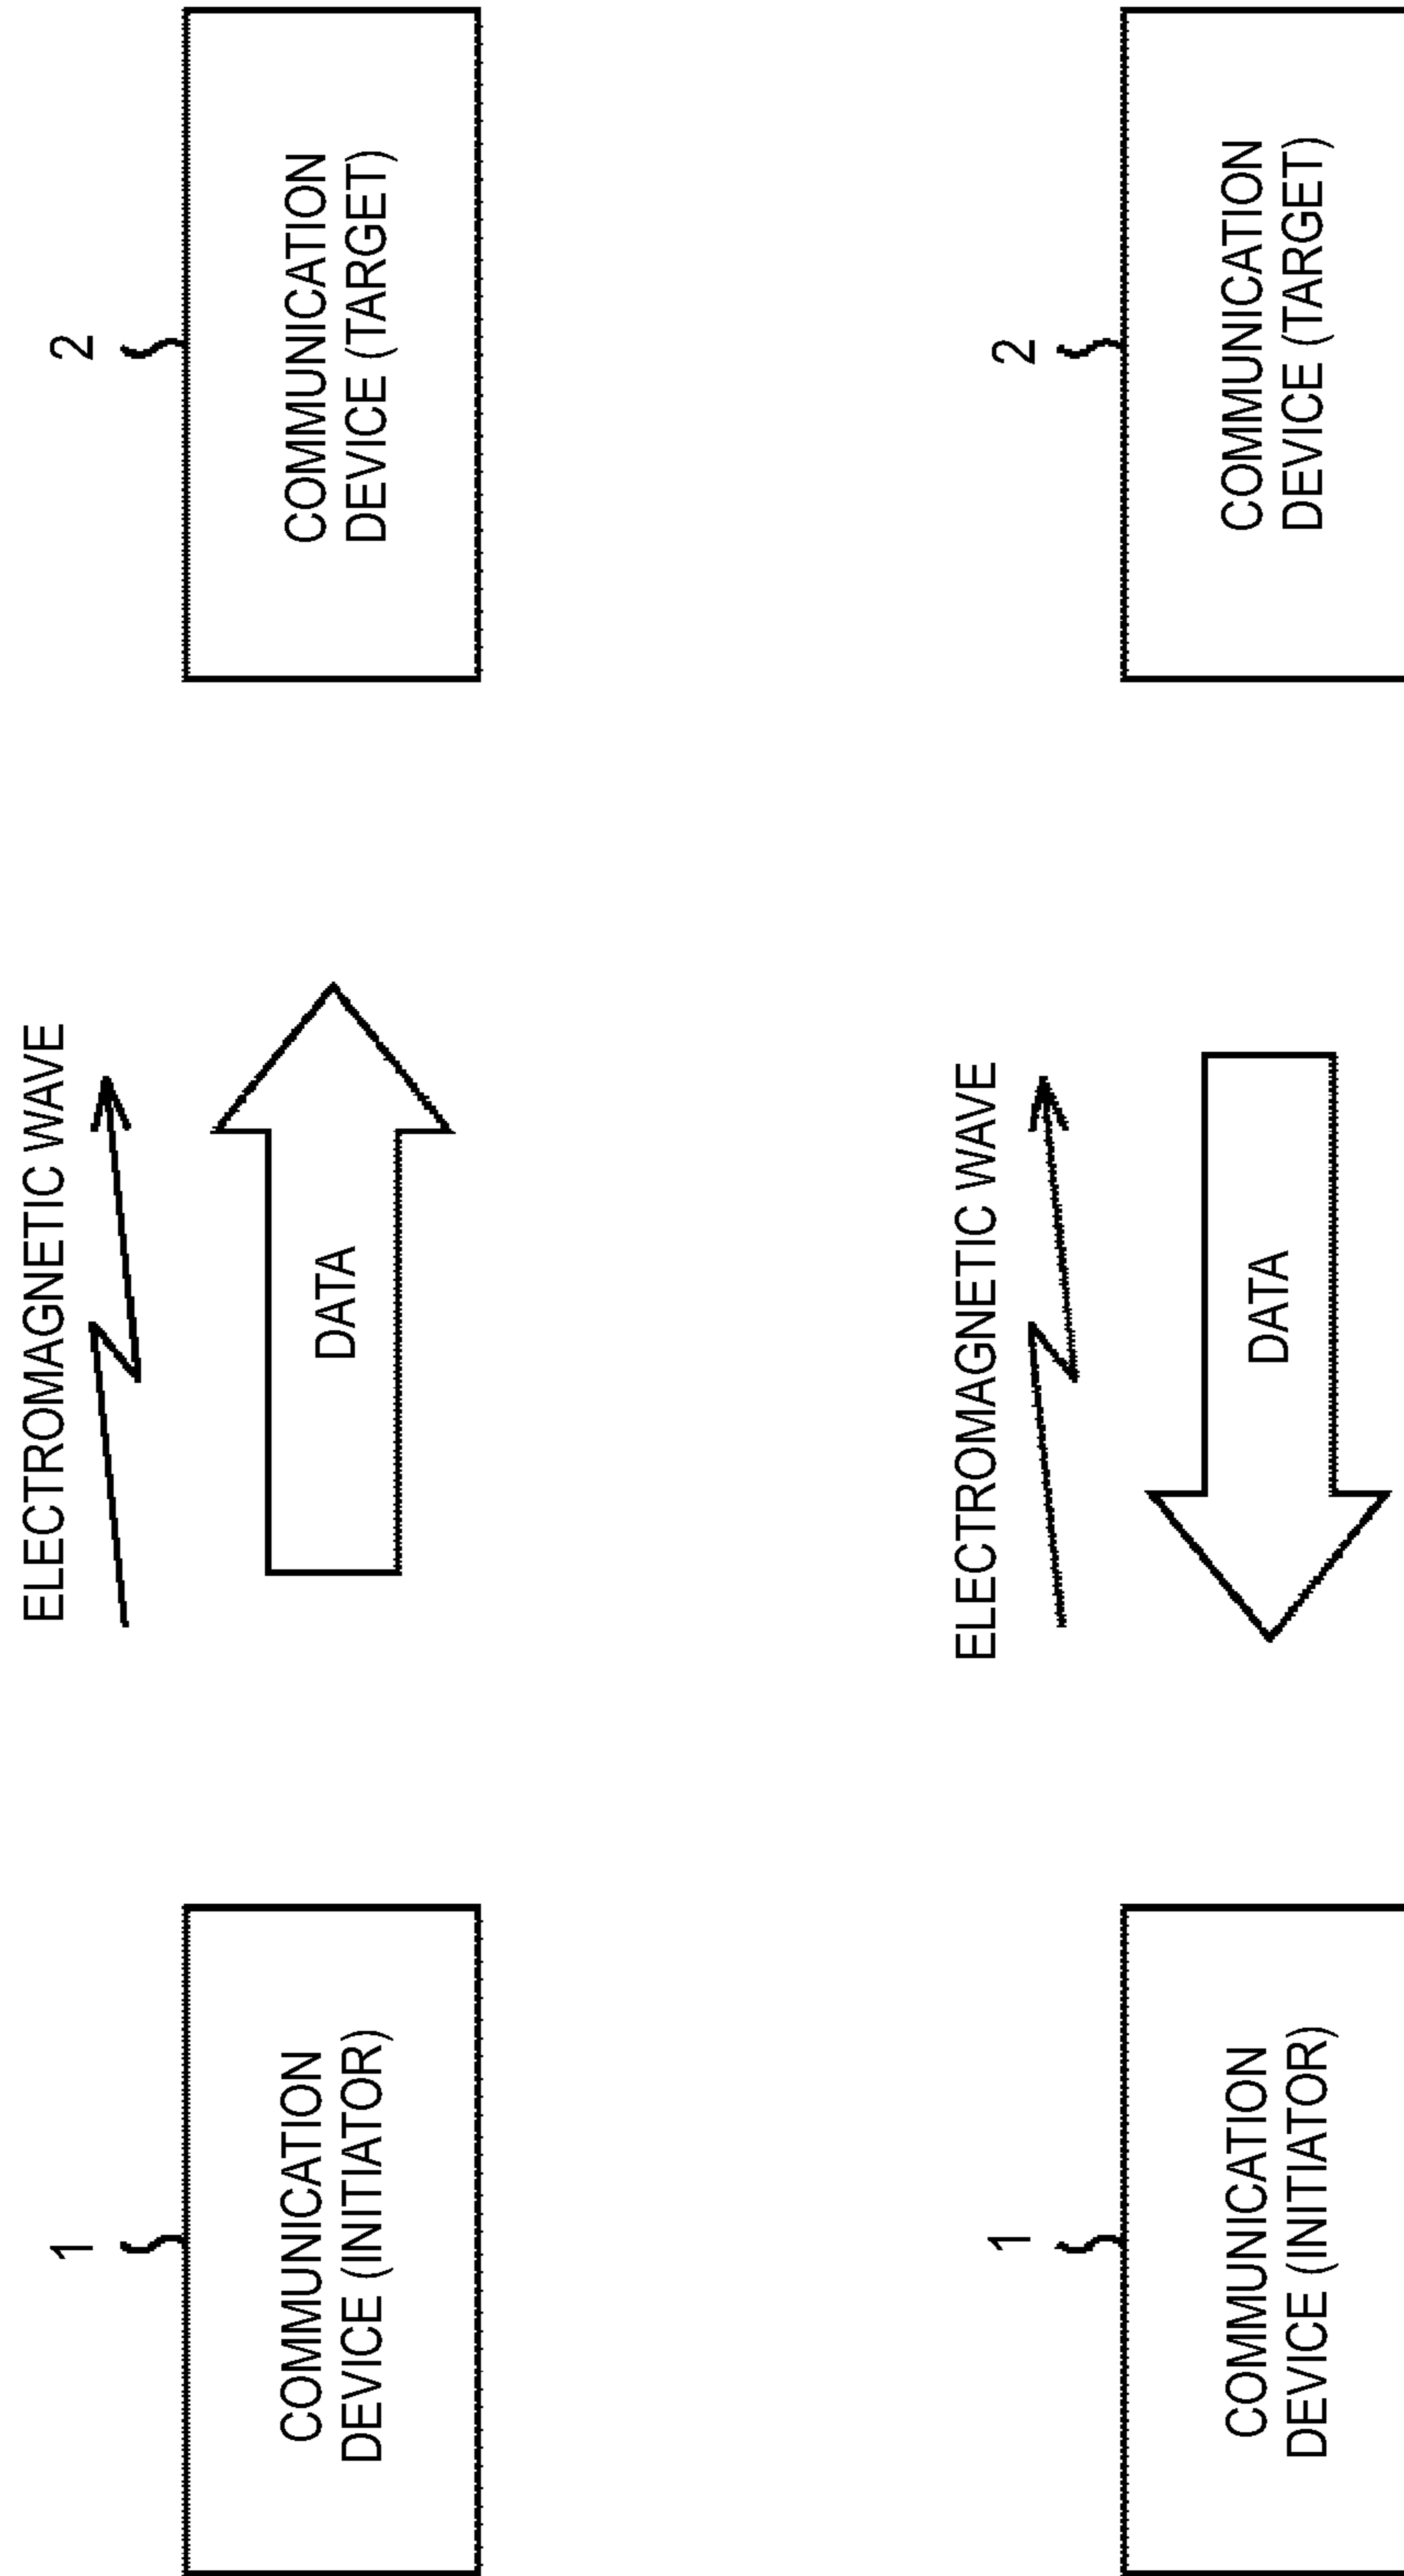 1
COMMUNICATION
DEVICE (INITIATOR)
ELECTROMAGNETIC WAVE
DATA
2
COMMUNICATION
DEVICE (TARGET)
1
COMMUNICATION
DEVICE (INITIATOR)
ELECTROMAGNETIC WAVE
DATA
2
COMMUNICATION
DEVICE (TARGET)